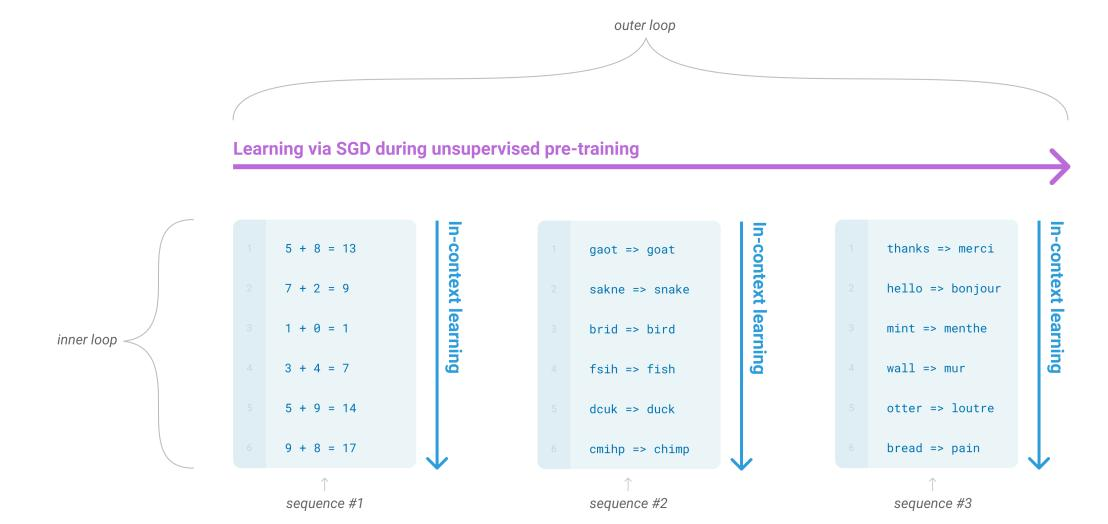 outer loop
Learning via SGD during unsupervised pre-training
inner loop
1 5 + 8 = 13
2 7 + 2 = 9
3 1 + 0 = 1
4 3 + 4 = 7
5 5 + 9 = 14
6 9 + 8 = 17
In-context learning
sequence #1
1 gaot => goat
2 sakne => snake
3 brid => bird
4 fsih => fish
5 dcuk => duck
6 cmihp => chimp
In-context learning
sequence #2
1 thanks => merci
2 hello => bonjour
3 mint => menthe
4 wall => mur
5 otter => loutre
6 bread => pain
In-context learning
sequence #3